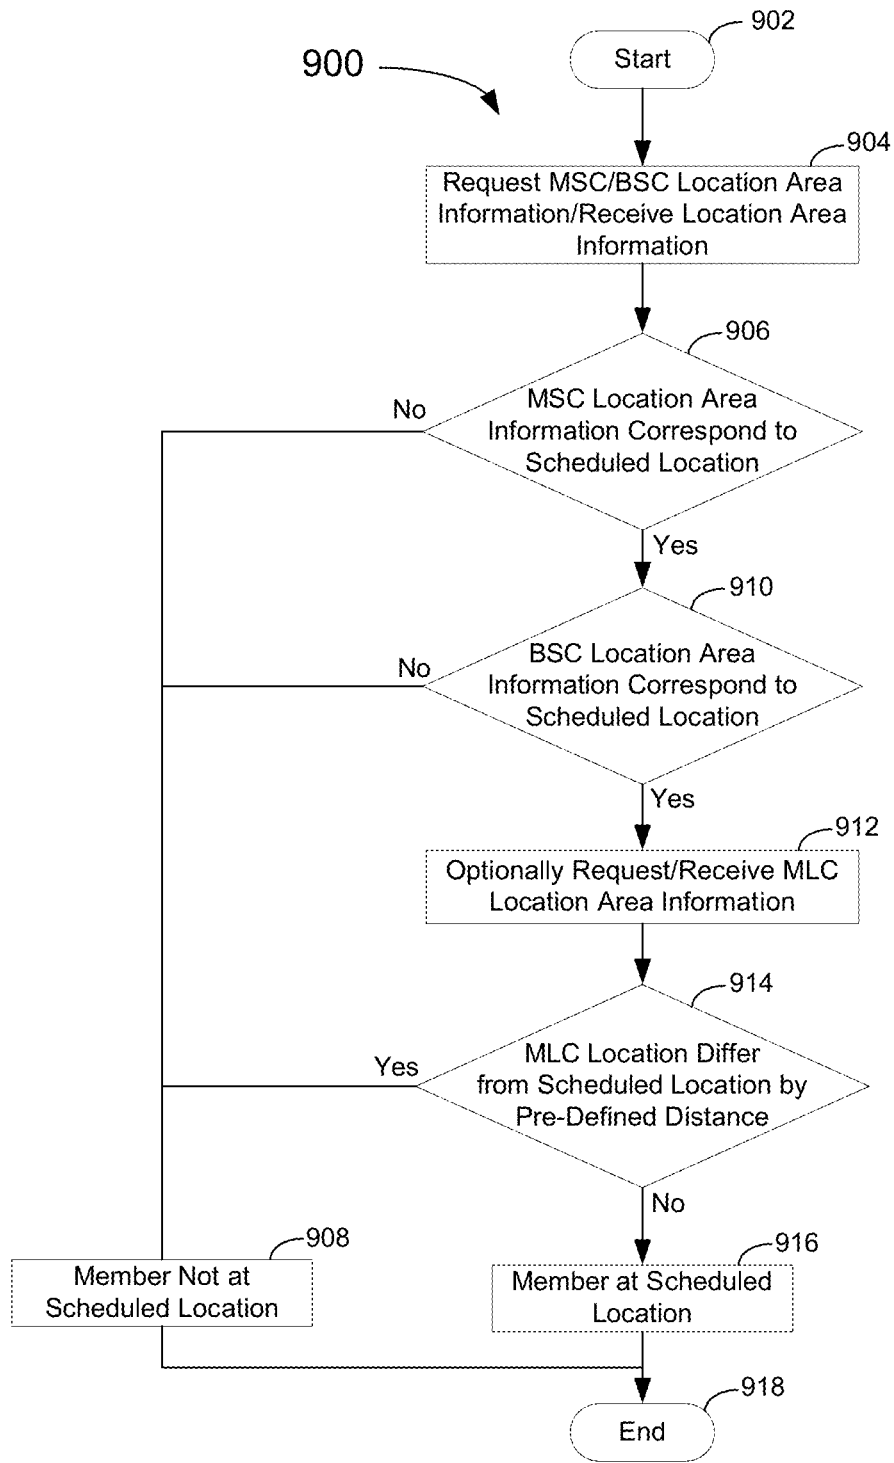 902
Start
900
904
Request MSC/BSC Location Area
Information/Receive Location Area
Information
906
MSC Location Area
Information Correspond to
Scheduled Location
No
Yes
910
BSC Location Area
Information Correspond to
Scheduled Location
No
Yes
912
Optionally Request/Receive MLC
Location Area Information
914
MLC Location Differ
from Scheduled Location by
Pre-Defined Distance
Yes
No
908
Member Not at
Scheduled Location
916
Member at Scheduled
Location
918
End